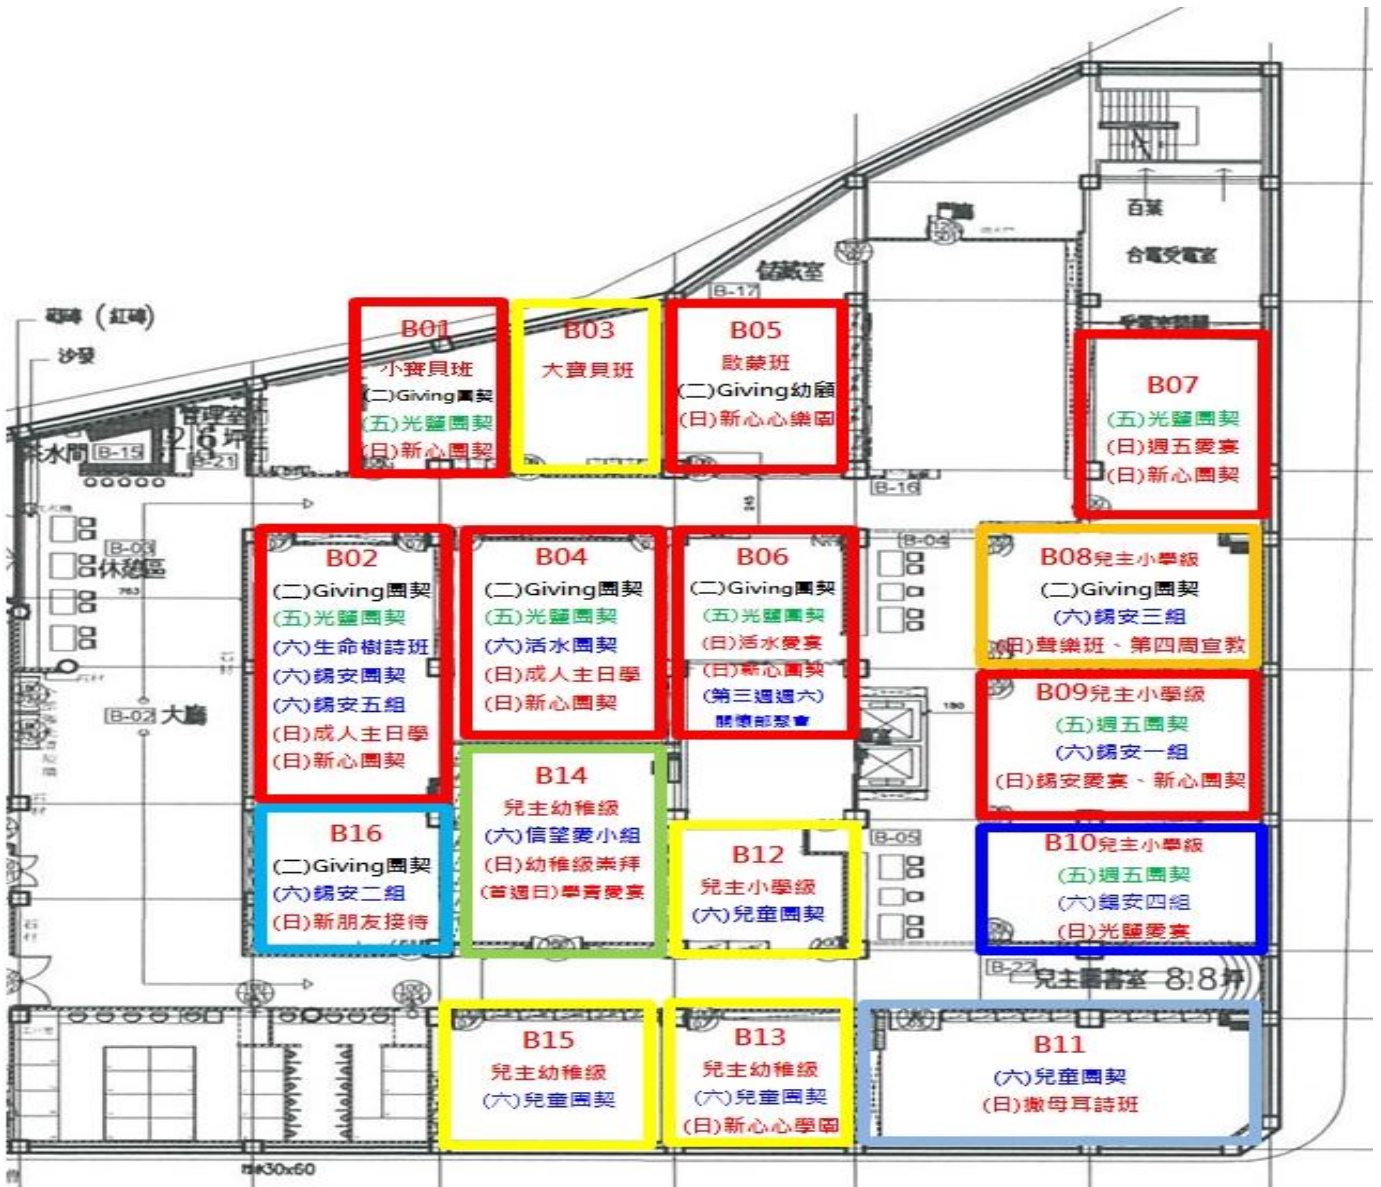 百葉
台電受電室
儲藏室
B-17
砌磚 (紅磚)
沙發
管理室
2.6坪
B-21
茶水間
B-15
B01
小寶貝班
(二)Giving團契
(五)光鹽團契
(日)新心團契
B03
大寶貝班
B05
啟蒙班
(二)Giving幼顧
(日)新心心樂園
B07
(五)光鹽團契
(日)週五愛宴
(日)新心團契
B-16
245
B-03
休憩區
763
B-02
大廳
B02
(二)Giving團契
(五)光鹽團契
(六)生命樹詩班
(六)錫安團契
(六)錫安五組
(日)成人主日學
(日)新心團契
B04
(二)Giving團契
(五)光鹽團契
(六)活水團契
(日)成人主日學
(日)新心團契
B06
(二)Giving團契
(五)光鹽團契
(日)活水愛宴
(日)新心團契
(第三週週六)
關懷部聚會
B-04
B08兒主小學級
(二)Giving團契
(六)錫安三組
(日)聲樂班、第四周宣教
180
B09兒主小學級
(五)週五團契
(六)錫安一組
(日)錫安愛宴、新心團契
B16
(二)Giving團契
(六)錫安二組
(日)新朋友接待
B14
兒主幼稚級
(六)信望愛小組
(日)幼稚級崇拜
(首週日)學青愛宴
B12
兒主小學級
(六)兒童團契
B-05
B10兒主小學級
(五)週五團契
(六)錫安四組
(日)光鹽愛宴
B-22
兒主圖書室 8.8坪
B15
兒主幼稚級
(六)兒童團契
B13
兒主幼稚級
(六)兒童團契
(日)新心心學園
B11
(六)兒童團契
(日)撒母耳詩班
30x60